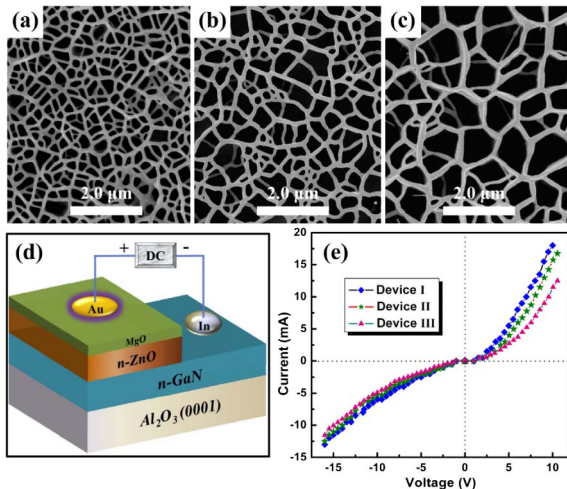 (a)
(b)
(c)
2.0 μm
2.0 μm
2.0 μm
(d)
+
DC
-
Au
In
MgO
n-ZnO
n-GaN
Al2O3 (0001)
(e)
Device I
Device II
Device III
Current (mA)
20
15
10
5
0
-5
-10
-15
-15
-10
-5
0
5
10
Voltage (V)